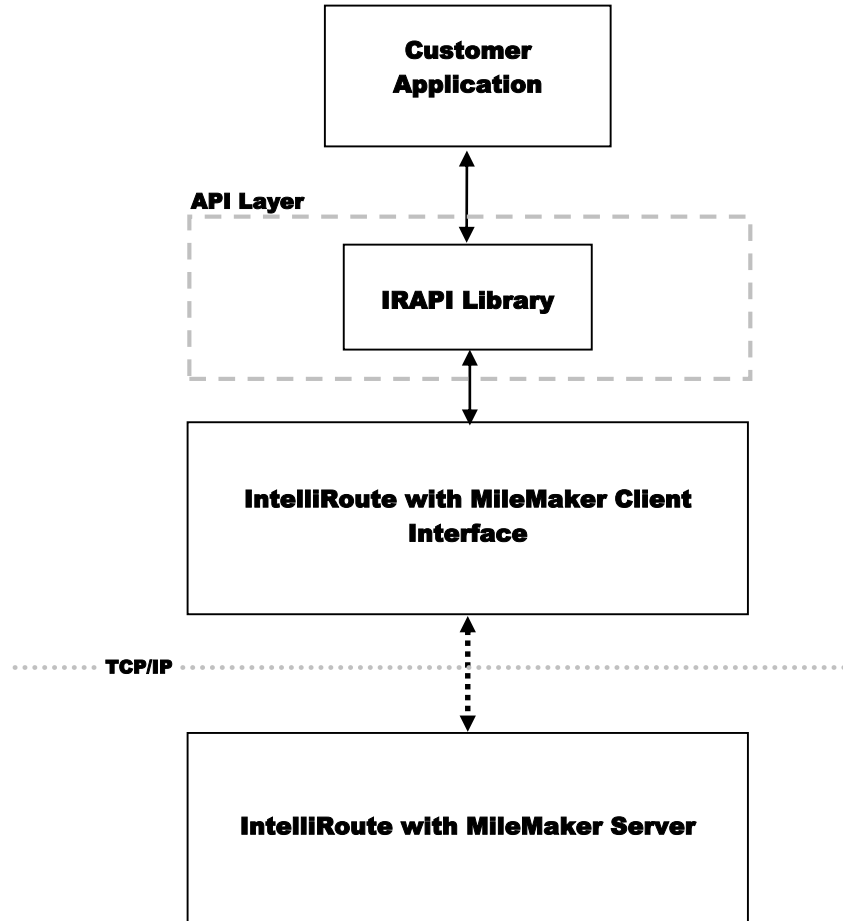 Customer
Application
API Layer
IRAPI Library
IntelliRoute with MileMaker Client
Interface
TCP/IP
IntelliRoute with MileMaker Server